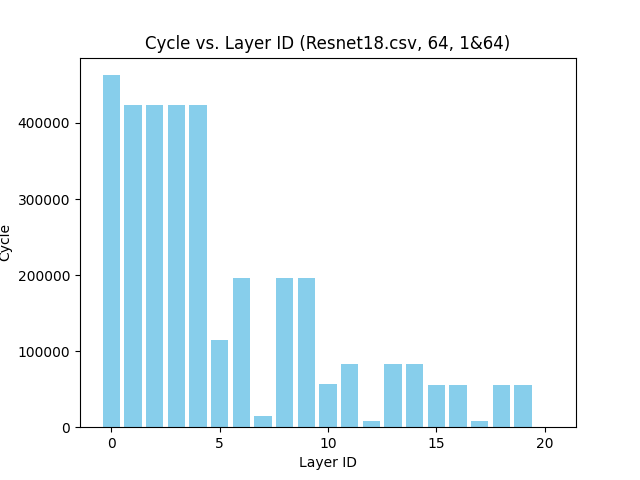 Cycle vs. Layer ID (Resnet18.csv, 64, 1&64)
400000
300000
200000
100000
0
Cycle
0 5 10 15 20
Layer ID